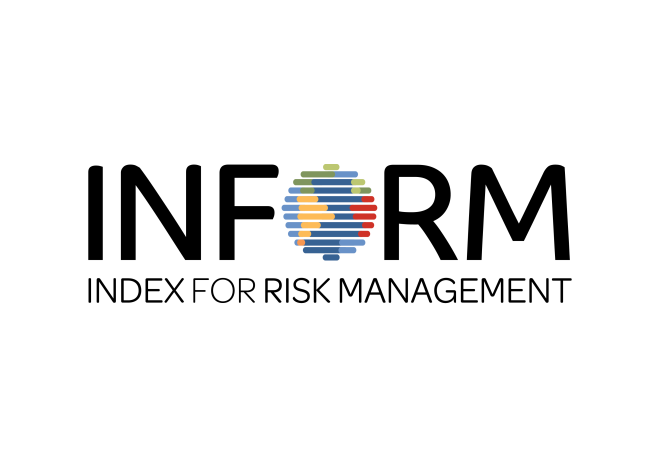 INFORM
INDEX FOR RISK MANAGEMENT